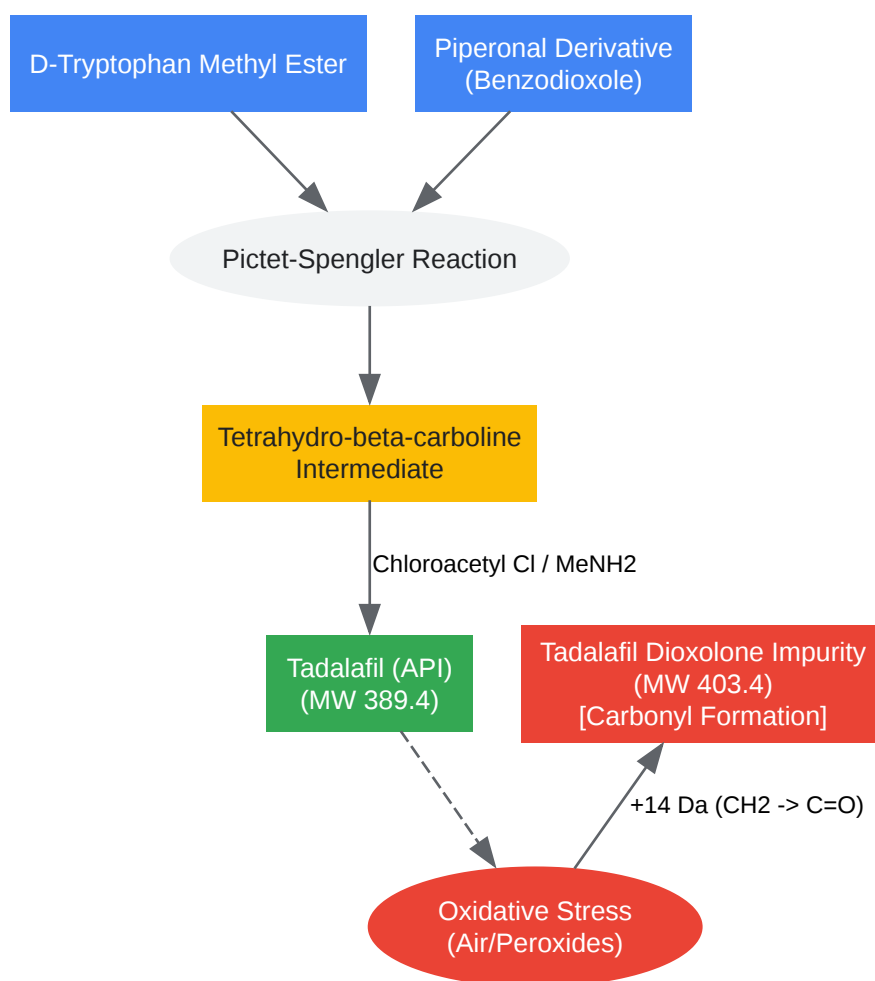 D-Tryptophan Methyl Ester
Piperonal Derivative
(Benzodioxole)
Pictet-Spengler Reaction
Tetrahydro-beta-carboline
Intermediate
Chloroacetyl Cl / MeNH2
Tadalafil (API)
(MW 389.4)
Tadalafil Dioxolone Impurity
(MW 403.4)
[Carbonyl Formation]
+14 Da (CH2 -> C=O)
Oxidative Stress
(Air/Peroxides)